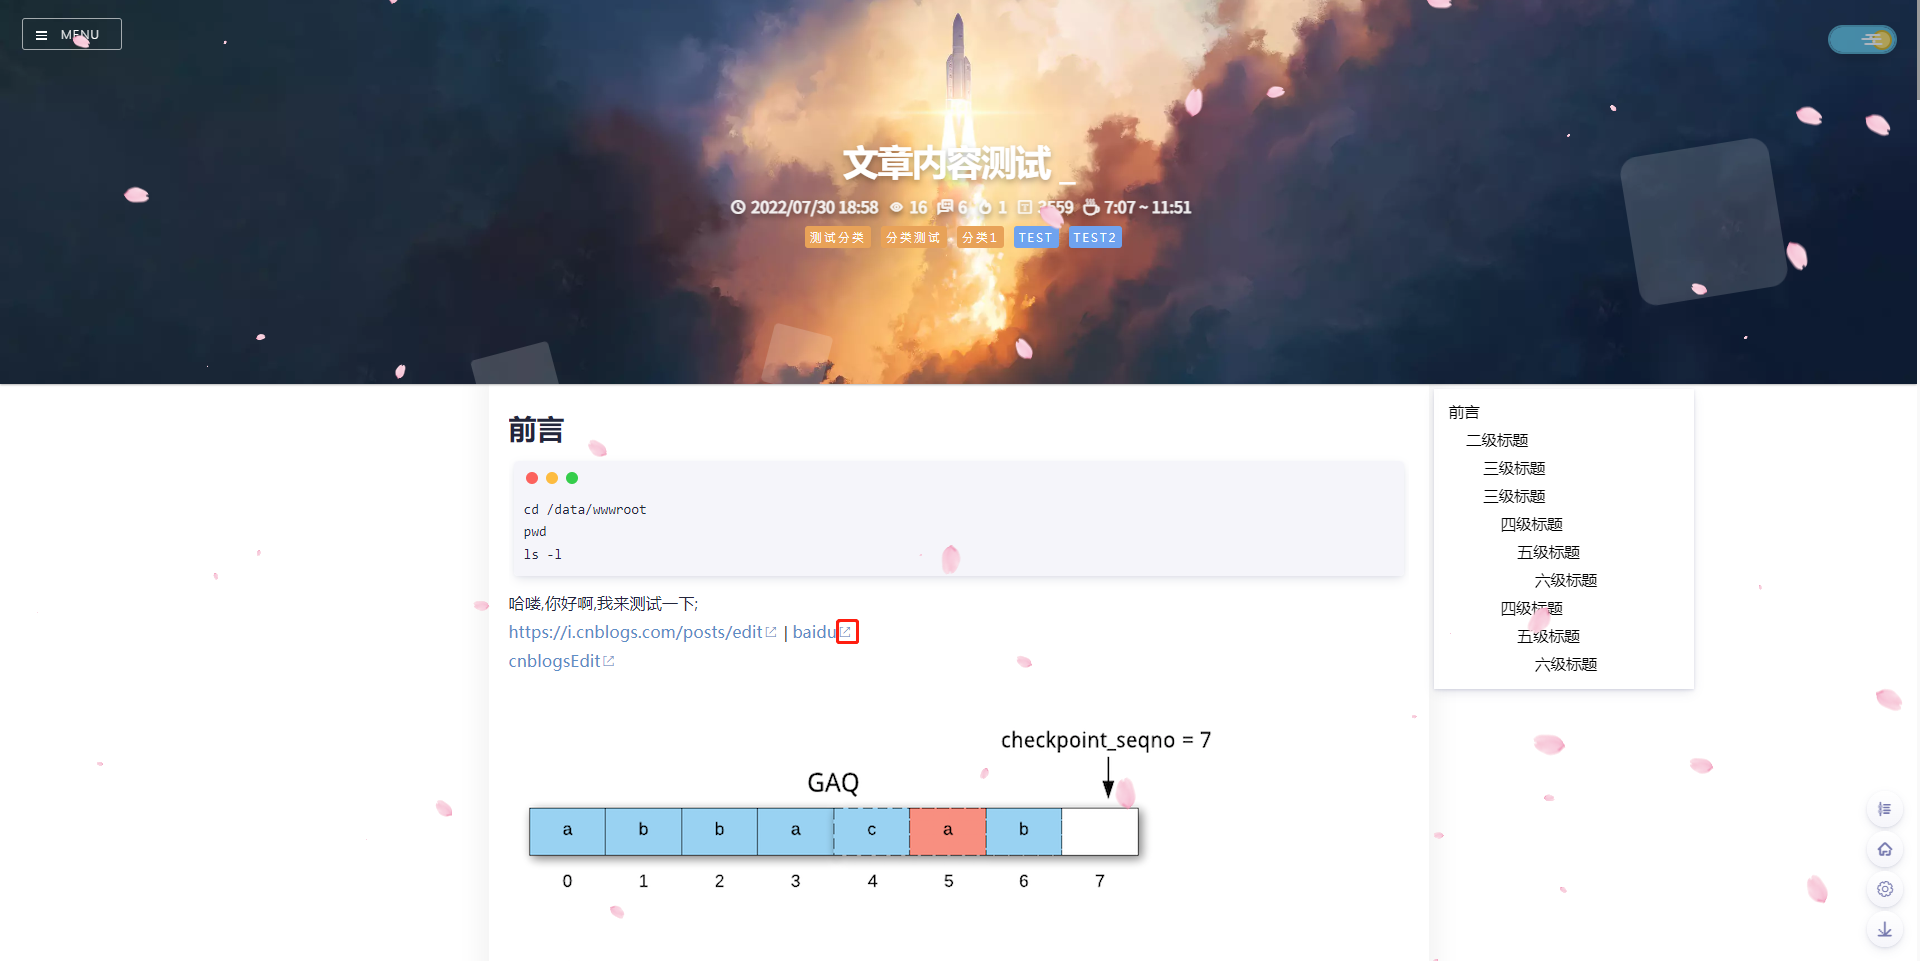 MENU
文章内容测试 _
2022/07/30 18:58 16 6 1 3559 7:07 ~ 11:51
测试分类 分类测试 分类1 TEST TEST2
前言
cd /data/wwwroot
pwd
ls -l
哈喽,你好啊,我来测试一下;
https://i.cnblogs.com/posts/edit | baidu
cnblogsEdit
checkpoint_seqno = 7
GAQ
a b b a c a b
0 1 2 3 4 5 6 7
前言
二级标题
三级标题
三级标题
四级标题
五级标题
六级标题
四级标题
五级标题
六级标题